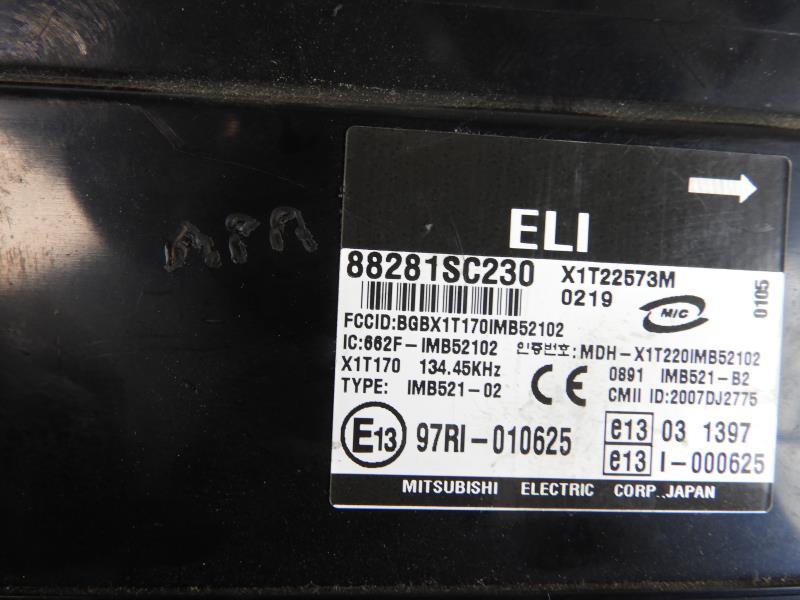 ELI
88281SC230 X1T22573M
0219 MIC 0105
FCCID:BGBX1T170IMB52102
IC:662F-IMB52102 인증번호:MDH-X1T220IMB52102
X1T170 134.45KHz CE 0891 IMB521-B2
TYPE: IMB521-02 CMII ID:2007DJ2775
E13 97RI-010625 e13 03 1397
e13 I-000625
MITSUBISHI ELECTRIC CORP. JAPAN